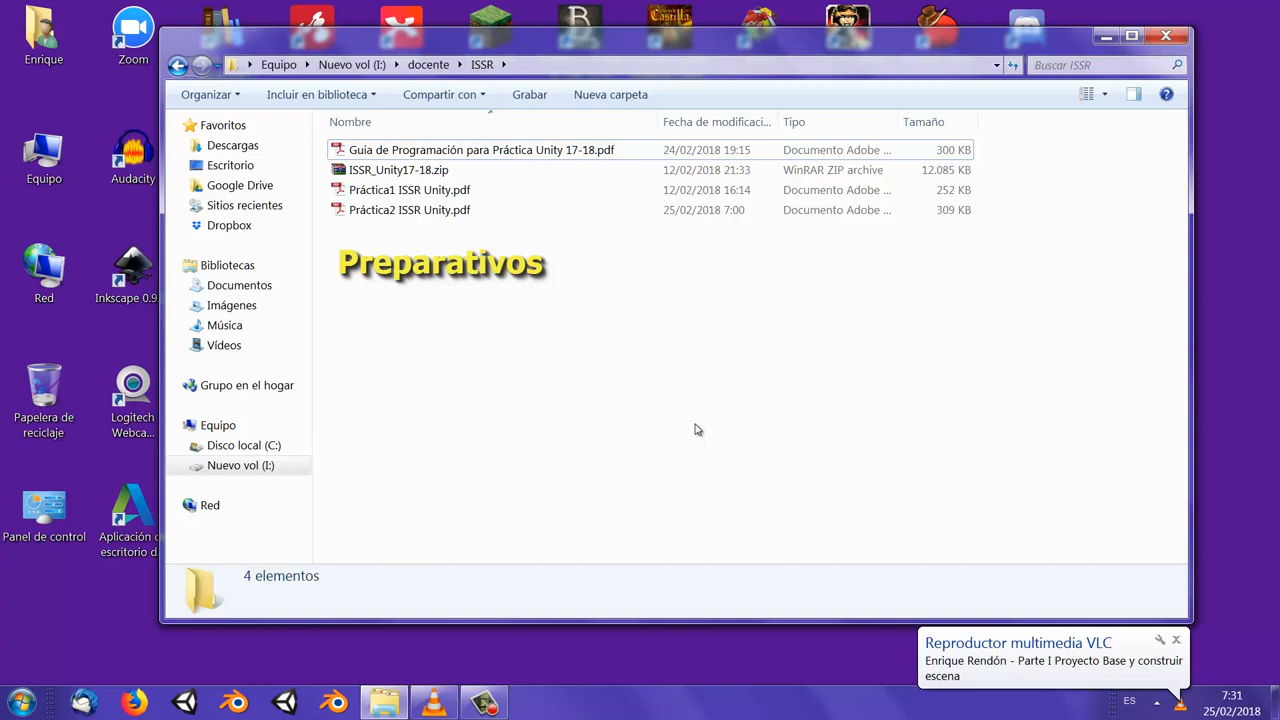 Enrique
Zoom
Equipo
Audacity
Red
Inkscape 0.9
Papelera de
reciclaje
Logitech
Webca...
Panel de control
Aplicación d
escritorio d.
Castilla
Equipo
Nuevo vol (I:)
docente
ISSR
Buscar ISSR
Organizar
Incluir en biblioteca
Compartir con
Grabar
Nueva carpeta
Favoritos
Descargas
Escritorio
Google Drive
Sitios recientes
Dropbox
Bibliotecas
Documentos
Imágenes
Música
Vídeos
Grupo en el hogar
Equipo
Disco local (C:)
Nuevo vol (I:)
Red
Nombre Fecha de modificaci... Tipo Tamaño
Guia de Programación para Práctica Unity 17-18.pdf 24/02/2018 19:15 Documento Adobe ... 300 KB
ISSR_Unity17-18.zip 12/02/2018 21:33 WinRAR ZIP archive 12.085 KB
Práctica1 ISSR Unity.pdf 12/02/2018 16:14 Documento Adobe ... 252 KB
Práctica2 ISSR Unity.pdf 25/02/2018 7:00 Documento Adobe ... 309 KB
Preparativos
4 elementos
Reproductor multimedia VLC
Enrique Rendón - Parte I Proyecto Base y construir
escena
ES
7:31
25/02/2018